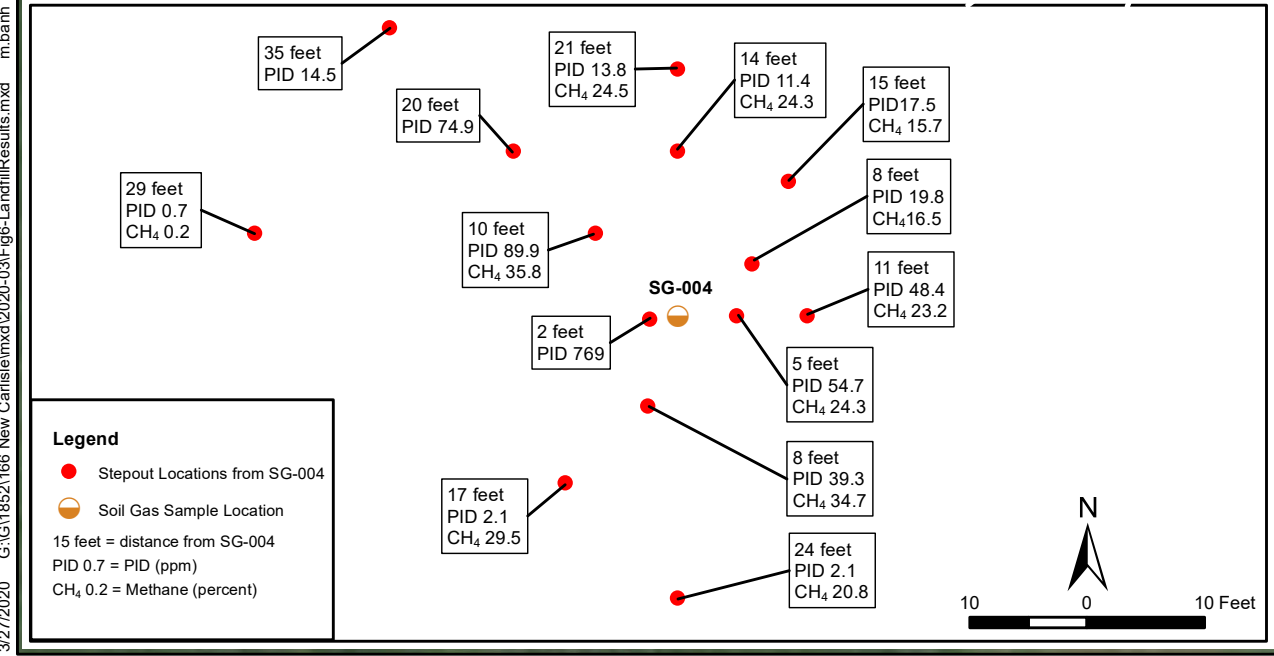 3/27/2020 G:\G\1852\166 New Carlisle\mxd\2020-03\Fig6-LandfillResults.mxd m.banh
35 feet
PID 14.5
21 feet
PID 13.8
CH₄ 24.5
14 feet
PID 11.4
CH₄ 24.3
15 feet
PID17.5
CH₄ 15.7
20 feet
PID 74.9
29 feet
PID 0.7
CH₄ 0.2
8 feet
PID 19.8
CH₄16.5
10 feet
PID 89.9
CH₄ 35.8
11 feet
PID 48.4
CH₄ 23.2
SG-004
2 feet
PID 769
5 feet
PID 54.7
CH₄ 24.3
8 feet
PID 39.3
CH₄ 34.7
17 feet
PID 2.1
CH₄ 29.5
24 feet
PID 2.1
CH₄ 20.8
Legend
Stepout Locations from SG-004
Soil Gas Sample Location
15 feet = distance from SG-004
PID 0.7 = PID (ppm)
CH₄ 0.2 = Methane (percent)
N
10 0 10 Feet